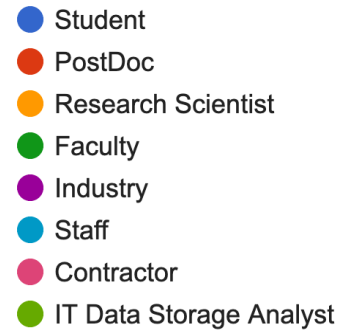 Student
PostDoc
Research Scientist
Faculty
Industry
Staff
Contractor
IT Data Storage Analyst